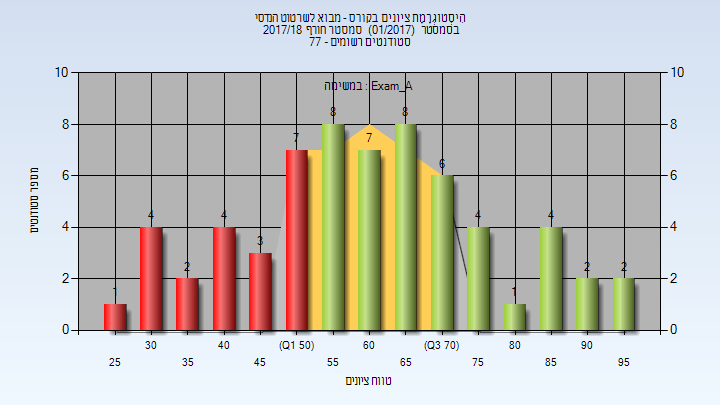 היסטוגרמת ציונים בקורס - מבוא לשרטוט הנדסי
בסמסטר (01/2017) סמסטר חורף 2017/18
סטודנטים רשומים - 77
במשימה : Exam_A
מספר סטודנטים
10 10
8 8
6 6
4 4
2 2
0 0
1 4 2 4 3 7 8 7 8 6 4 1 4 2 2
30 40 (Q1 50) 60 (Q3 70) 80 90
25 35 45 55 65 75 85 95
טווח ציונים